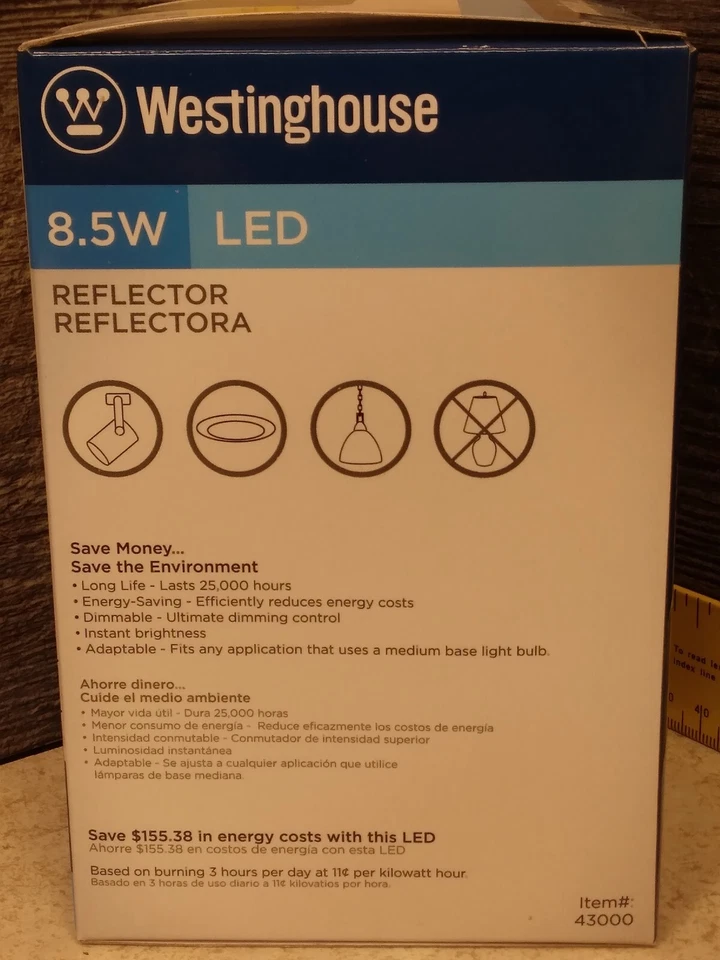 Westinghouse
8.5W LED
REFLECTOR
REFLECTORA
Save Money...
Save the Environment
• Long Life - Lasts 25,000 hours
• Energy-Saving - Efficiently reduces energy costs
• Dimmable - Ultimate dimming control
• Instant brightness
• Adaptable - Fits any application that uses a medium base light bulb.
Ahorre dinero...
Cuide el medio ambiente
• Mayor vida útil - Dura 25,000 horas
• Menor consumo de energía - Reduce eficazmente los costos de energía
• Intensidad conmutable - Conmutador de intensidad superior
• Luminosidad instantánea
• Adaptable - Se ajusta a cualquier aplicación que utilice
lámparas de base mediana.
Save $155.38 in energy costs with this LED
Ahorre $155.38 en costos de energía con esta LED
Based on burning 3 hours per day at 11¢ per kilowatt hour.
Basado en 3 horas de uso diario a 11¢ kilovatios por hora.
Item#:
43000
To read
index line
0 40